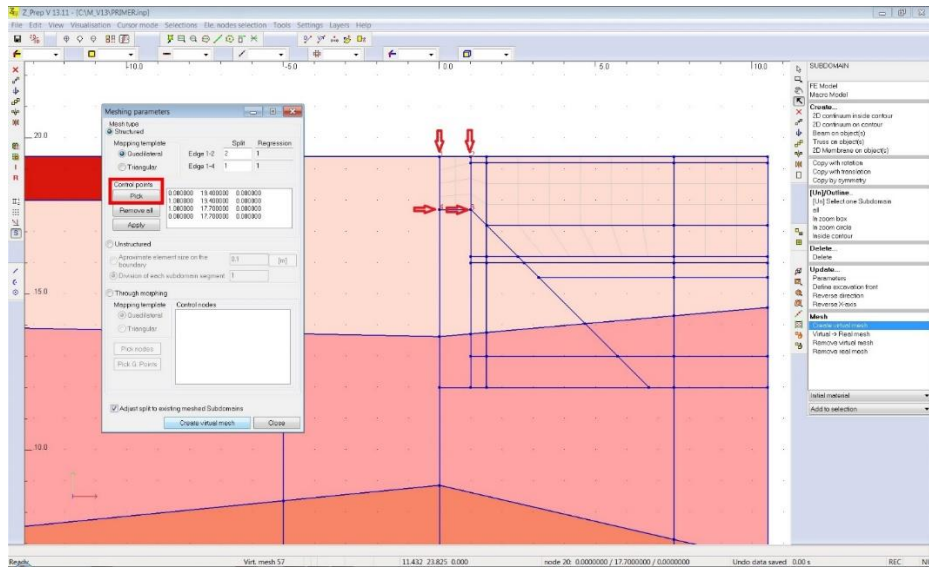 Z_Prep V 13.11 - [C:\M_V13\PRIMER.inp]
File Edit View Visualisation Cursor mode Selections Ele, nodes selection Tools Settings Layers Help
-10.0 -5.0 0.0 5.0 10.0
20.0
15.0
10.0
Meshing parameters
Mesh type
Structured
Mapping template Split Regression
Quadilateral Edge 1-2 2 1
Triangular Edge 1-4 1 1
Control points
Pick
Remove all
Apply
0.000000 19.400000 0.000000
1.000000 19.400000 0.000000
1.000000 17.700000 0.000000
0.000000 17.700000 0.000000
Unstructured
Aproximate element size on the boundary 0.1 [m]
Division of each subdomain segment 1
Through morphing
Mapping template Control nodes
Quadilateral
Triangular
Pick nodes
Pick G. Points
Adjust split to existing meshed Subdomains
Create virtual mesh Close
SUBDOMAIN
FE Model
Macro Model
Create...
2D continuum inside contour
2D continuum on contour
Beam on object(s)
Truss on object(s)
2D Membrane on object(s)
Copy with rotation
Copy with translation
Copy by symmetry
[Un]/Outline...
[Un] Select one Subdomain
all
In zoom box
In zoom circle
Inside contour
Delete...
Delete
Update...
Parameters
Define excavation front
Reverse direction
Reverse X-axis
Mesh
Create virtual mesh
Virtual -> Real mesh
Remove virtual mesh
Remove real mesh
Initial material
Add to selection
Ready, Virt. mesh 57 11.432 23.825 0.000 node 20: 0.0000000 / 17.7000000 / 0.0000000 Undo data saved 0.00 s REC